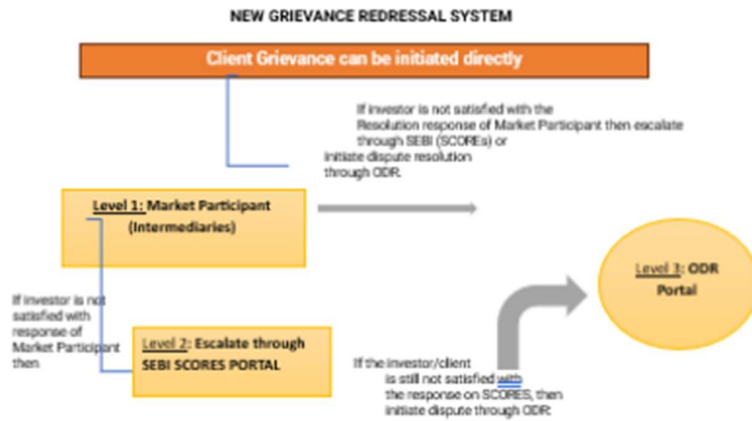 NEW GRIEVANCE REDRESSAL SYSTEM
Client Grievance can be initiated directly
If investor is not satisfied with the
Resolution response of Market Participant then escalate
through SEBI (SCOREs) or
initiate dispute resolution
through ODR.
Level 1: Market Participant
(Intermediaries)
Level 3: ODR
Portal
If investor is not
satisfied with
response of
Market Participant
then
Level 2: Escalate through
SEBI SCORES PORTAL
If the investor/client
is still not satisfied with
the response on SCORES, then
initiate dispute through ODR.